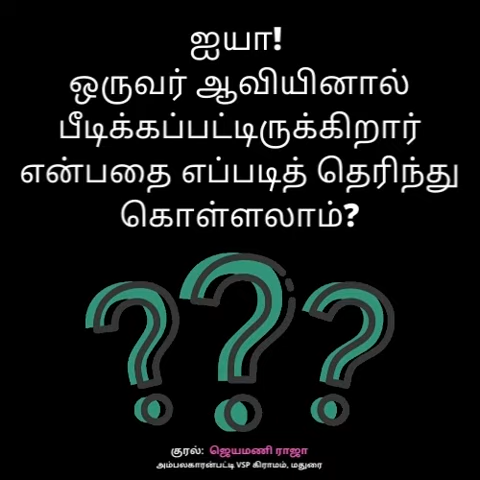 ஐயா!
ஒருவர் ஆவியினால்
பீடிக்கப்பட்டிருக்கிறார்
என்பதை எப்படித் தெரிந்து
கொள்ளலாம்?
???
குரல்: ஜெயமணி ராஜா
அம்பலகாரன்பட்டி VSP கிராமம், மதுரை